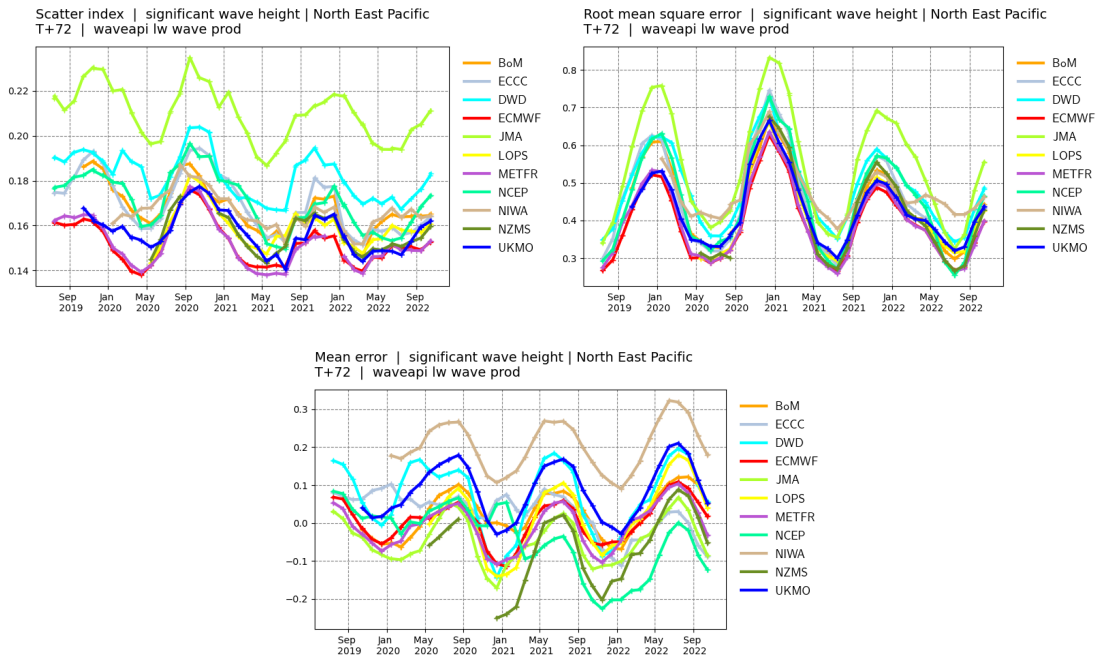 Scatter index | significant wave height | North East Pacific
T+72 | waveapi lw wave prod
0.22
0.20
0.18
0.16
0.14
Sep 2019
Jan 2020
May 2020
Sep 2020
Jan 2021
May 2021
Sep 2021
Jan 2022
May 2022
Sep 2022
BoM
ECCC
DWD
ECMWF
JMA
LOPS
METFR
NCEP
NIWA
NZMS
UKMO
Root mean square error | significant wave height | North East Pacific
T+72 | waveapi lw wave prod
0.8
0.7
0.6
0.5
0.4
0.3
Sep 2019
Jan 2020
May 2020
Sep 2020
Jan 2021
May 2021
Sep 2021
Jan 2022
May 2022
Sep 2022
BoM
ECCC
DWD
ECMWF
JMA
LOPS
METFR
NCEP
NIWA
NZMS
UKMO
Mean error | significant wave height | North East Pacific
T+72 | waveapi lw wave prod
0.3
0.2
0.1
0.0
−0.1
−0.2
Sep 2019
Jan 2020
May 2020
Sep 2020
Jan 2021
May 2021
Sep 2021
Jan 2022
May 2022
Sep 2022
BoM
ECCC
DWD
ECMWF
JMA
LOPS
METFR
NCEP
NIWA
NZMS
UKMO